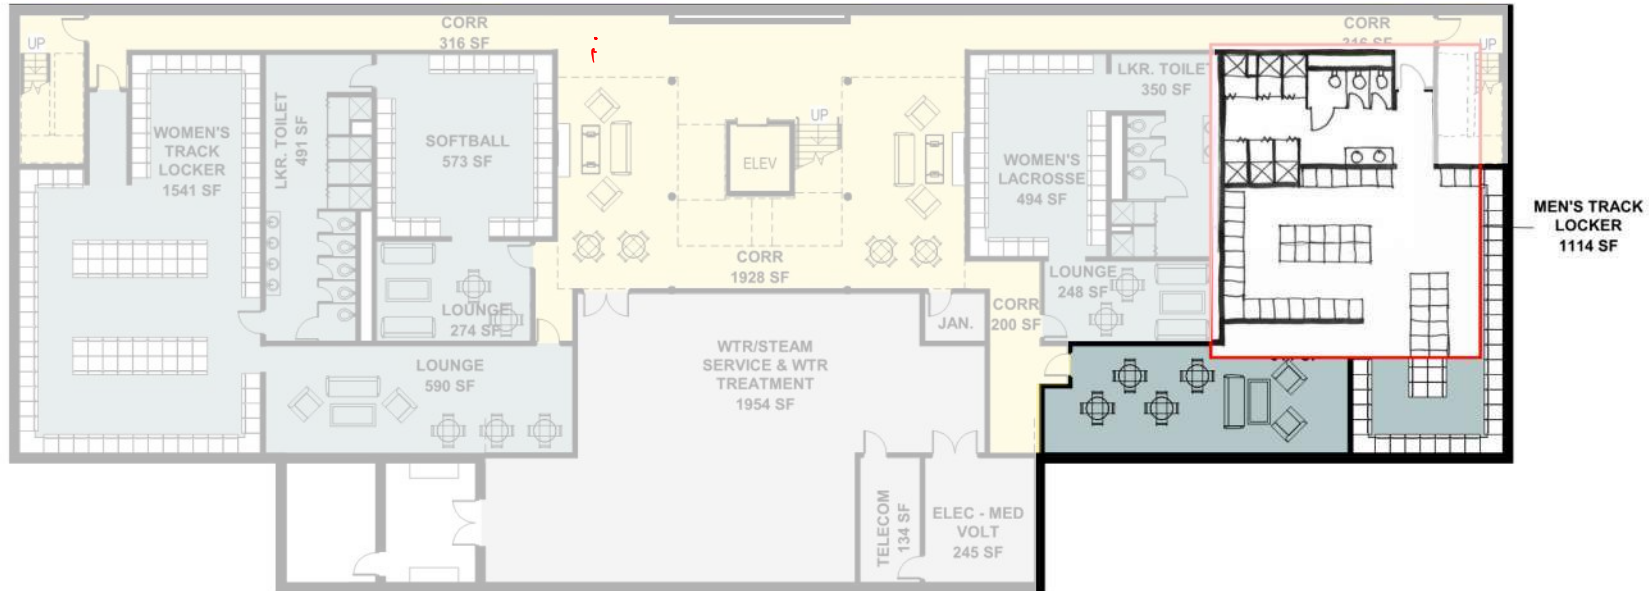 CORR
316 SF
CORR
316 SF
UP
UP
WOMEN'S
TRACK
LOCKER
1541 SF
LKR. TOILET
491 SF
SOFTBALL
573 SF
UP
ELEV
WOMEN'S
LACROSSE
494 SF
LKR. TOILET
350 SF
MEN'S TRACK
LOCKER
1114 SF
CORR
1928 SF
LOUNGE
274 SF
LOUNGE
248 SF
CORR
200 SF
JAN.
LOUNGE
590 SF
WTR/STEAM
SERVICE & WTR
TREATMENT
1954 SF
TELECOM
134 SF
ELEC - MED
VOLT
245 SF